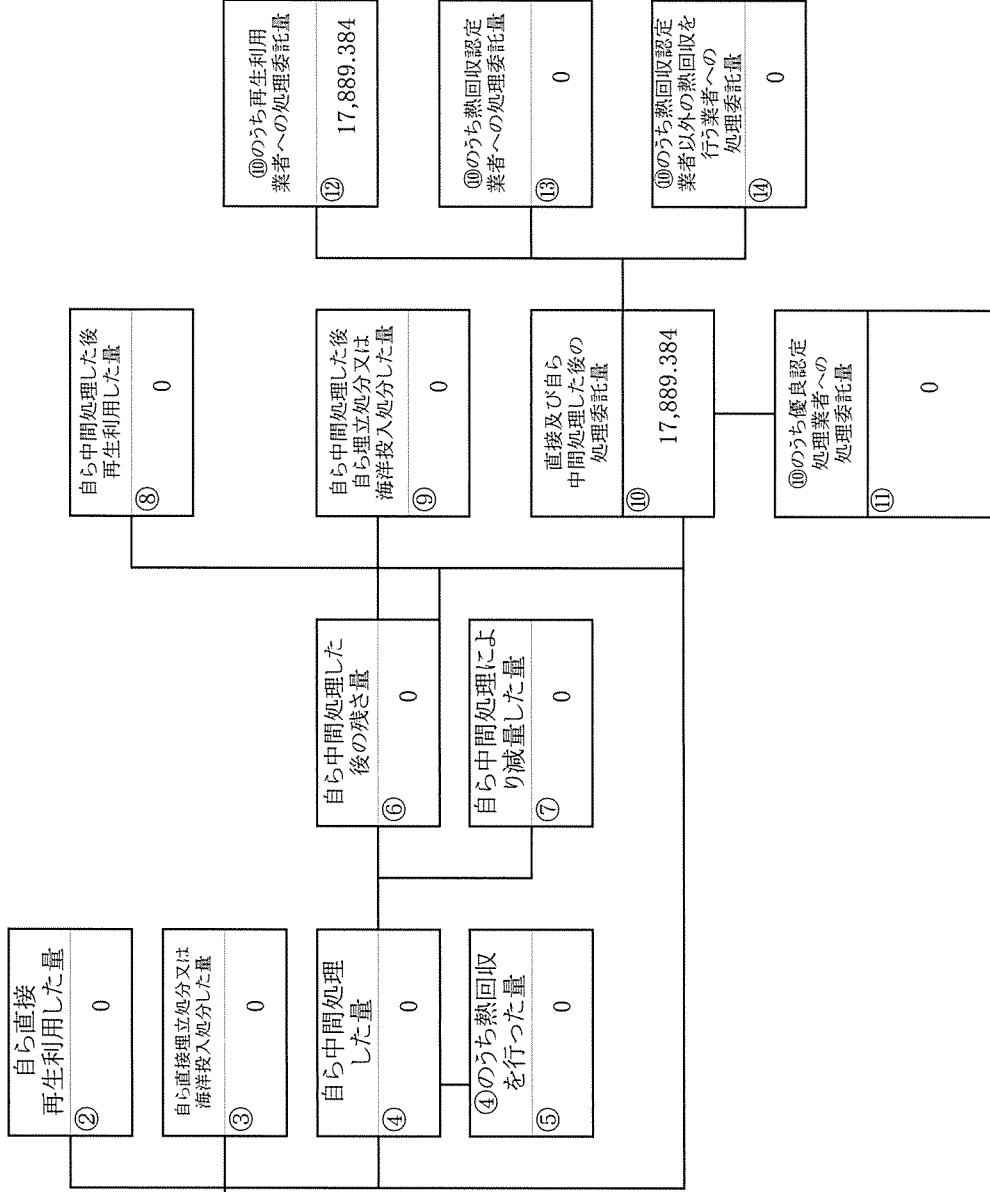 自ら直接
再生利用した量
②
0
自ら直接埋立処分又は
海洋投入処分した量
③
0
自ら中間処理
した量
④
0
④のうち熱回収
を行った量
⑤
0
自ら中間処理した
後の残さ量
⑥
0
自ら中間処理によ
り減量した量
⑦
0
自ら中間処理した後
再生利用した量
⑧
0
自ら中間処理した後
自ら埋立処分又は
海洋投入処分した量
⑨
0
直接及び自ら
中間処理した後の
処理委託量
⑩
17,889.384
⑩のうち優良認定
処理業者への
処理委託量
⑪
0
⑩のうち再生利用
業者への処理委託量
⑫
17,889.384
⑩のうち熱回収認定
業者への処理委託量
⑬
0
⑩のうち熱回収認定
業者以外の熱回収を
行う業者への
処理委託量
⑭
0